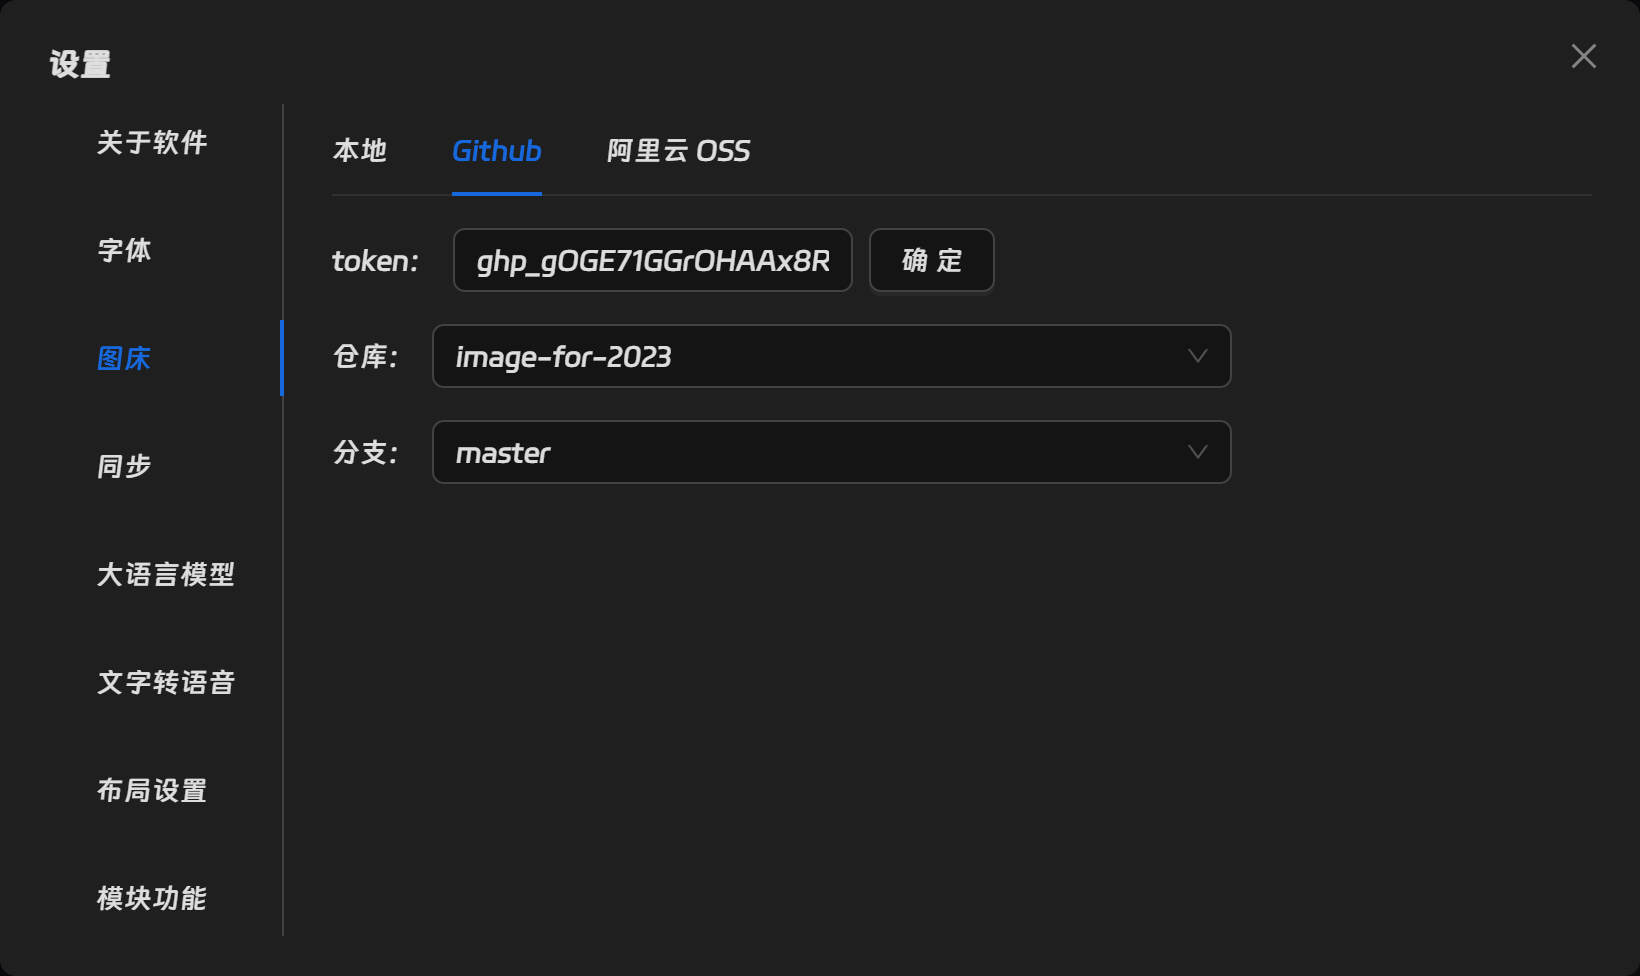 设置
关于软件
字体
图床
同步
大语言模型
文字转语音
布局设置
模块功能
本地 Github 阿里云 OSS
token: ghp_gOGE71GGrOHAAx8R 确 定
仓库: image-for-2023
分支: master